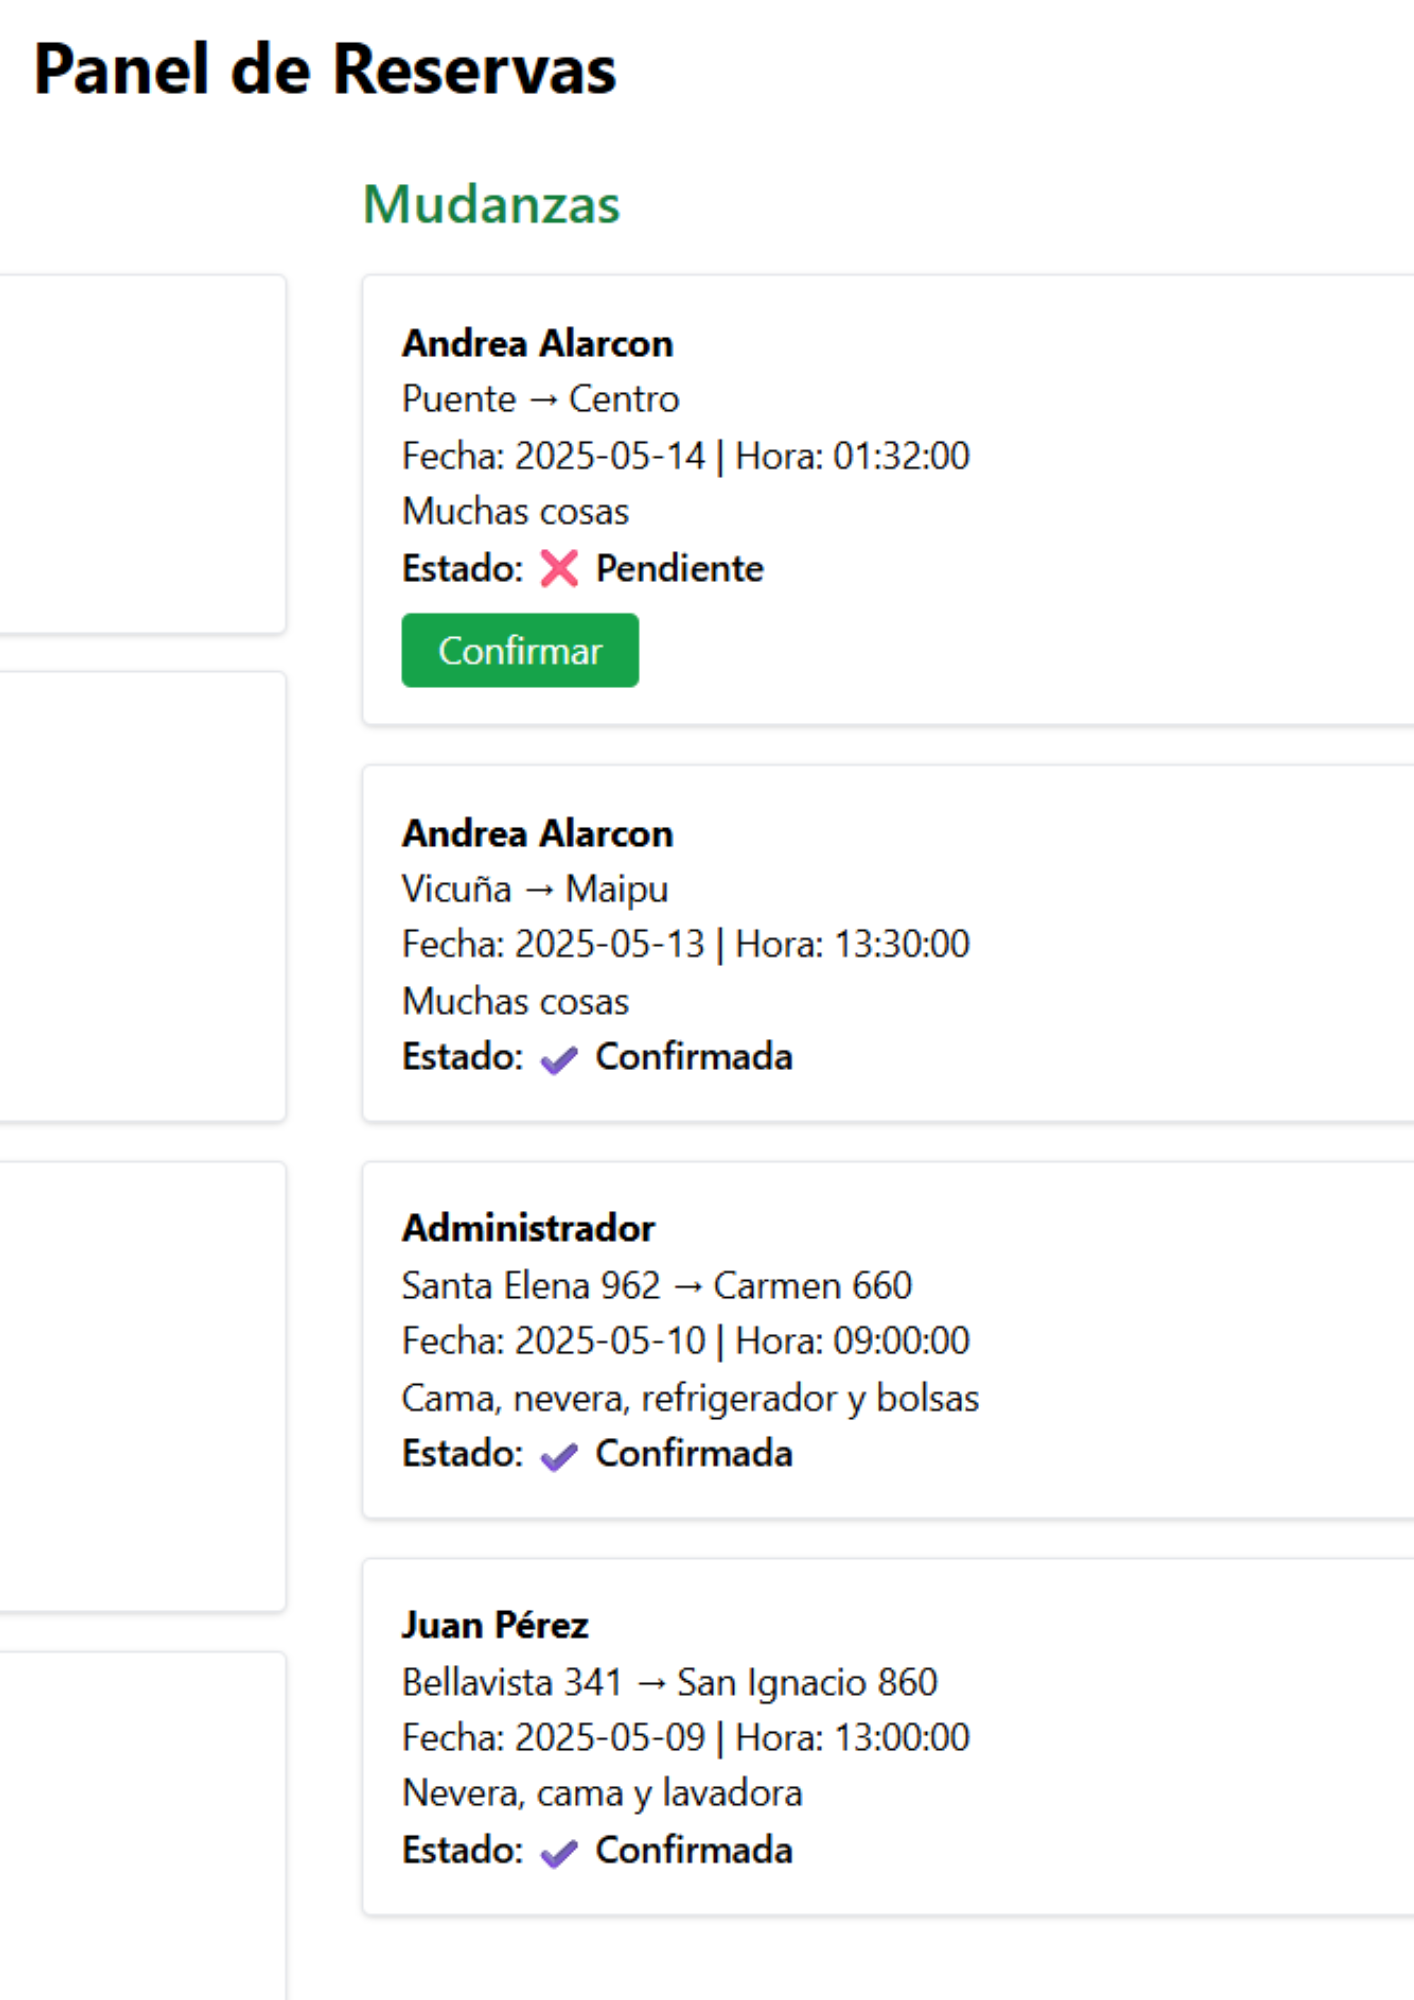 Panel de Reservas
Mudanzas
Andrea Alarcon
Puente → Centro
Fecha: 2025-05-14 | Hora: 01:32:00
Muchas cosas
Estado: ❌ Pendiente
Confirmar
Andrea Alarcon
Vicuña → Maipu
Fecha: 2025-05-13 | Hora: 13:30:00
Muchas cosas
Estado: ✔ Confirmada
Administrador
Santa Elena 962 → Carmen 660
Fecha: 2025-05-10 | Hora: 09:00:00
Cama, nevera, refrigerador y bolsas
Estado: ✔ Confirmada
Juan Pérez
Bellavista 341 → San Ignacio 860
Fecha: 2025-05-09 | Hora: 13:00:00
Nevera, cama y lavadora
Estado: ✔ Confirmada